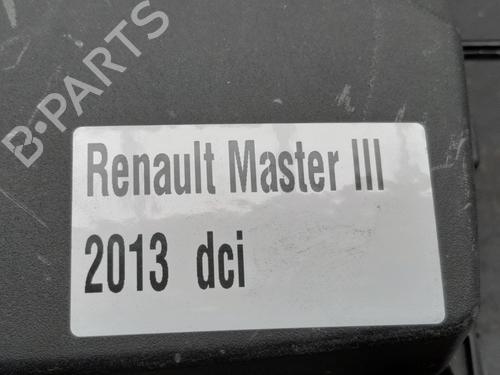 B-PARTS
Renault Master III
2013 dci